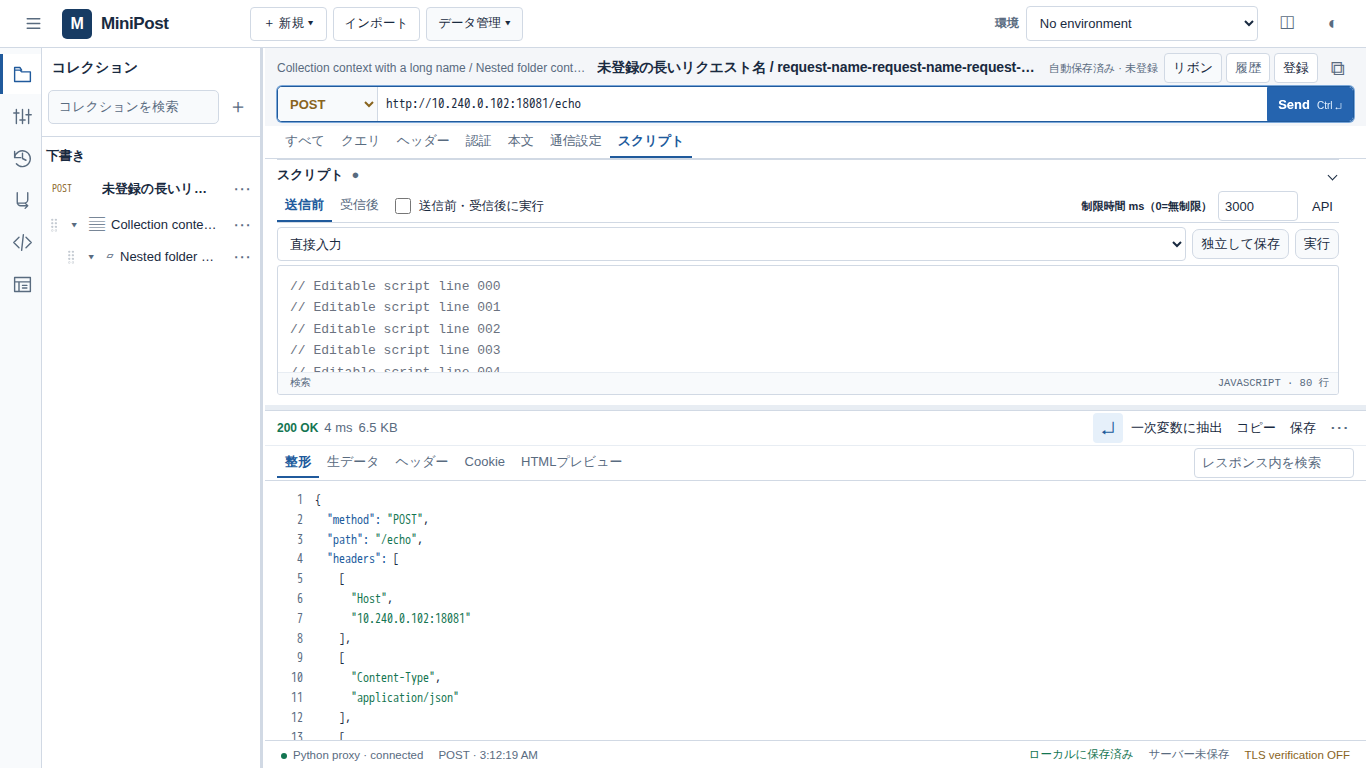 M MiniPost ＋ 新規 ▾ インポート データ管理 ▾ 環境 No environment
コレクション
コレクションを検索 +
下書き
POST 未登録の長いリ… ···
▾ Collection conte… ···
▾ Nested folder … ···
Collection context with a long name / Nested folder cont… 未登録の長いリクエスト名 / request-name-request-name-request-… 自動保存済み · 未登録 リボン 履歴 登録
POST http://10.240.0.102:18081/echo Send Ctrl ↵
すべて クエリ ヘッダー 認証 本文 通信設定 スクリプト
スクリプト ●
送信前 受信後 送信前・受信後に実行 制限時間 ms（0=無制限） 3000 API
直接入力 独立して保存 実行
// Editable script line 000
// Editable script line 001
// Editable script line 002
// Editable script line 003
// Editable script line 004
検索 JAVASCRIPT · 80 行
200 OK 4 ms 6.5 KB 一次変数に抽出 コピー 保存 ···
整形 生データ ヘッダー Cookie HTMLプレビュー レスポンス内を検索
1 {
2 "method": "POST",
3 "path": "/echo",
4 "headers": [
5 [
6 "Host",
7 "10.240.0.102:18081"
8 ],
9 [
10 "Content-Type",
11 "application/json"
12 ],
13 [
● Python proxy · connected POST · 3:12:19 AM ローカルに保存済み サーバー未保存 TLS verification OFF